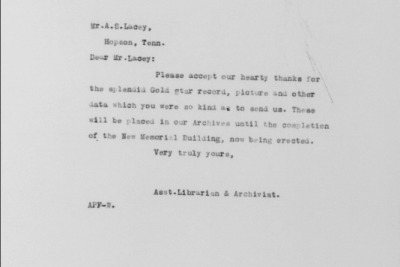 Mr.A.S.Lacey,
Hopson, Tenn.
Dear Mr.Lacey:
Please accept our hearty thanks for
the splendid Gold star record, picture and other
data which you were so kind as to send us. These
will be placed in our Archives until the completion
of the New Memorial Building, now being erected.
Very truly yours,
Asst.Librarian & Archivist.